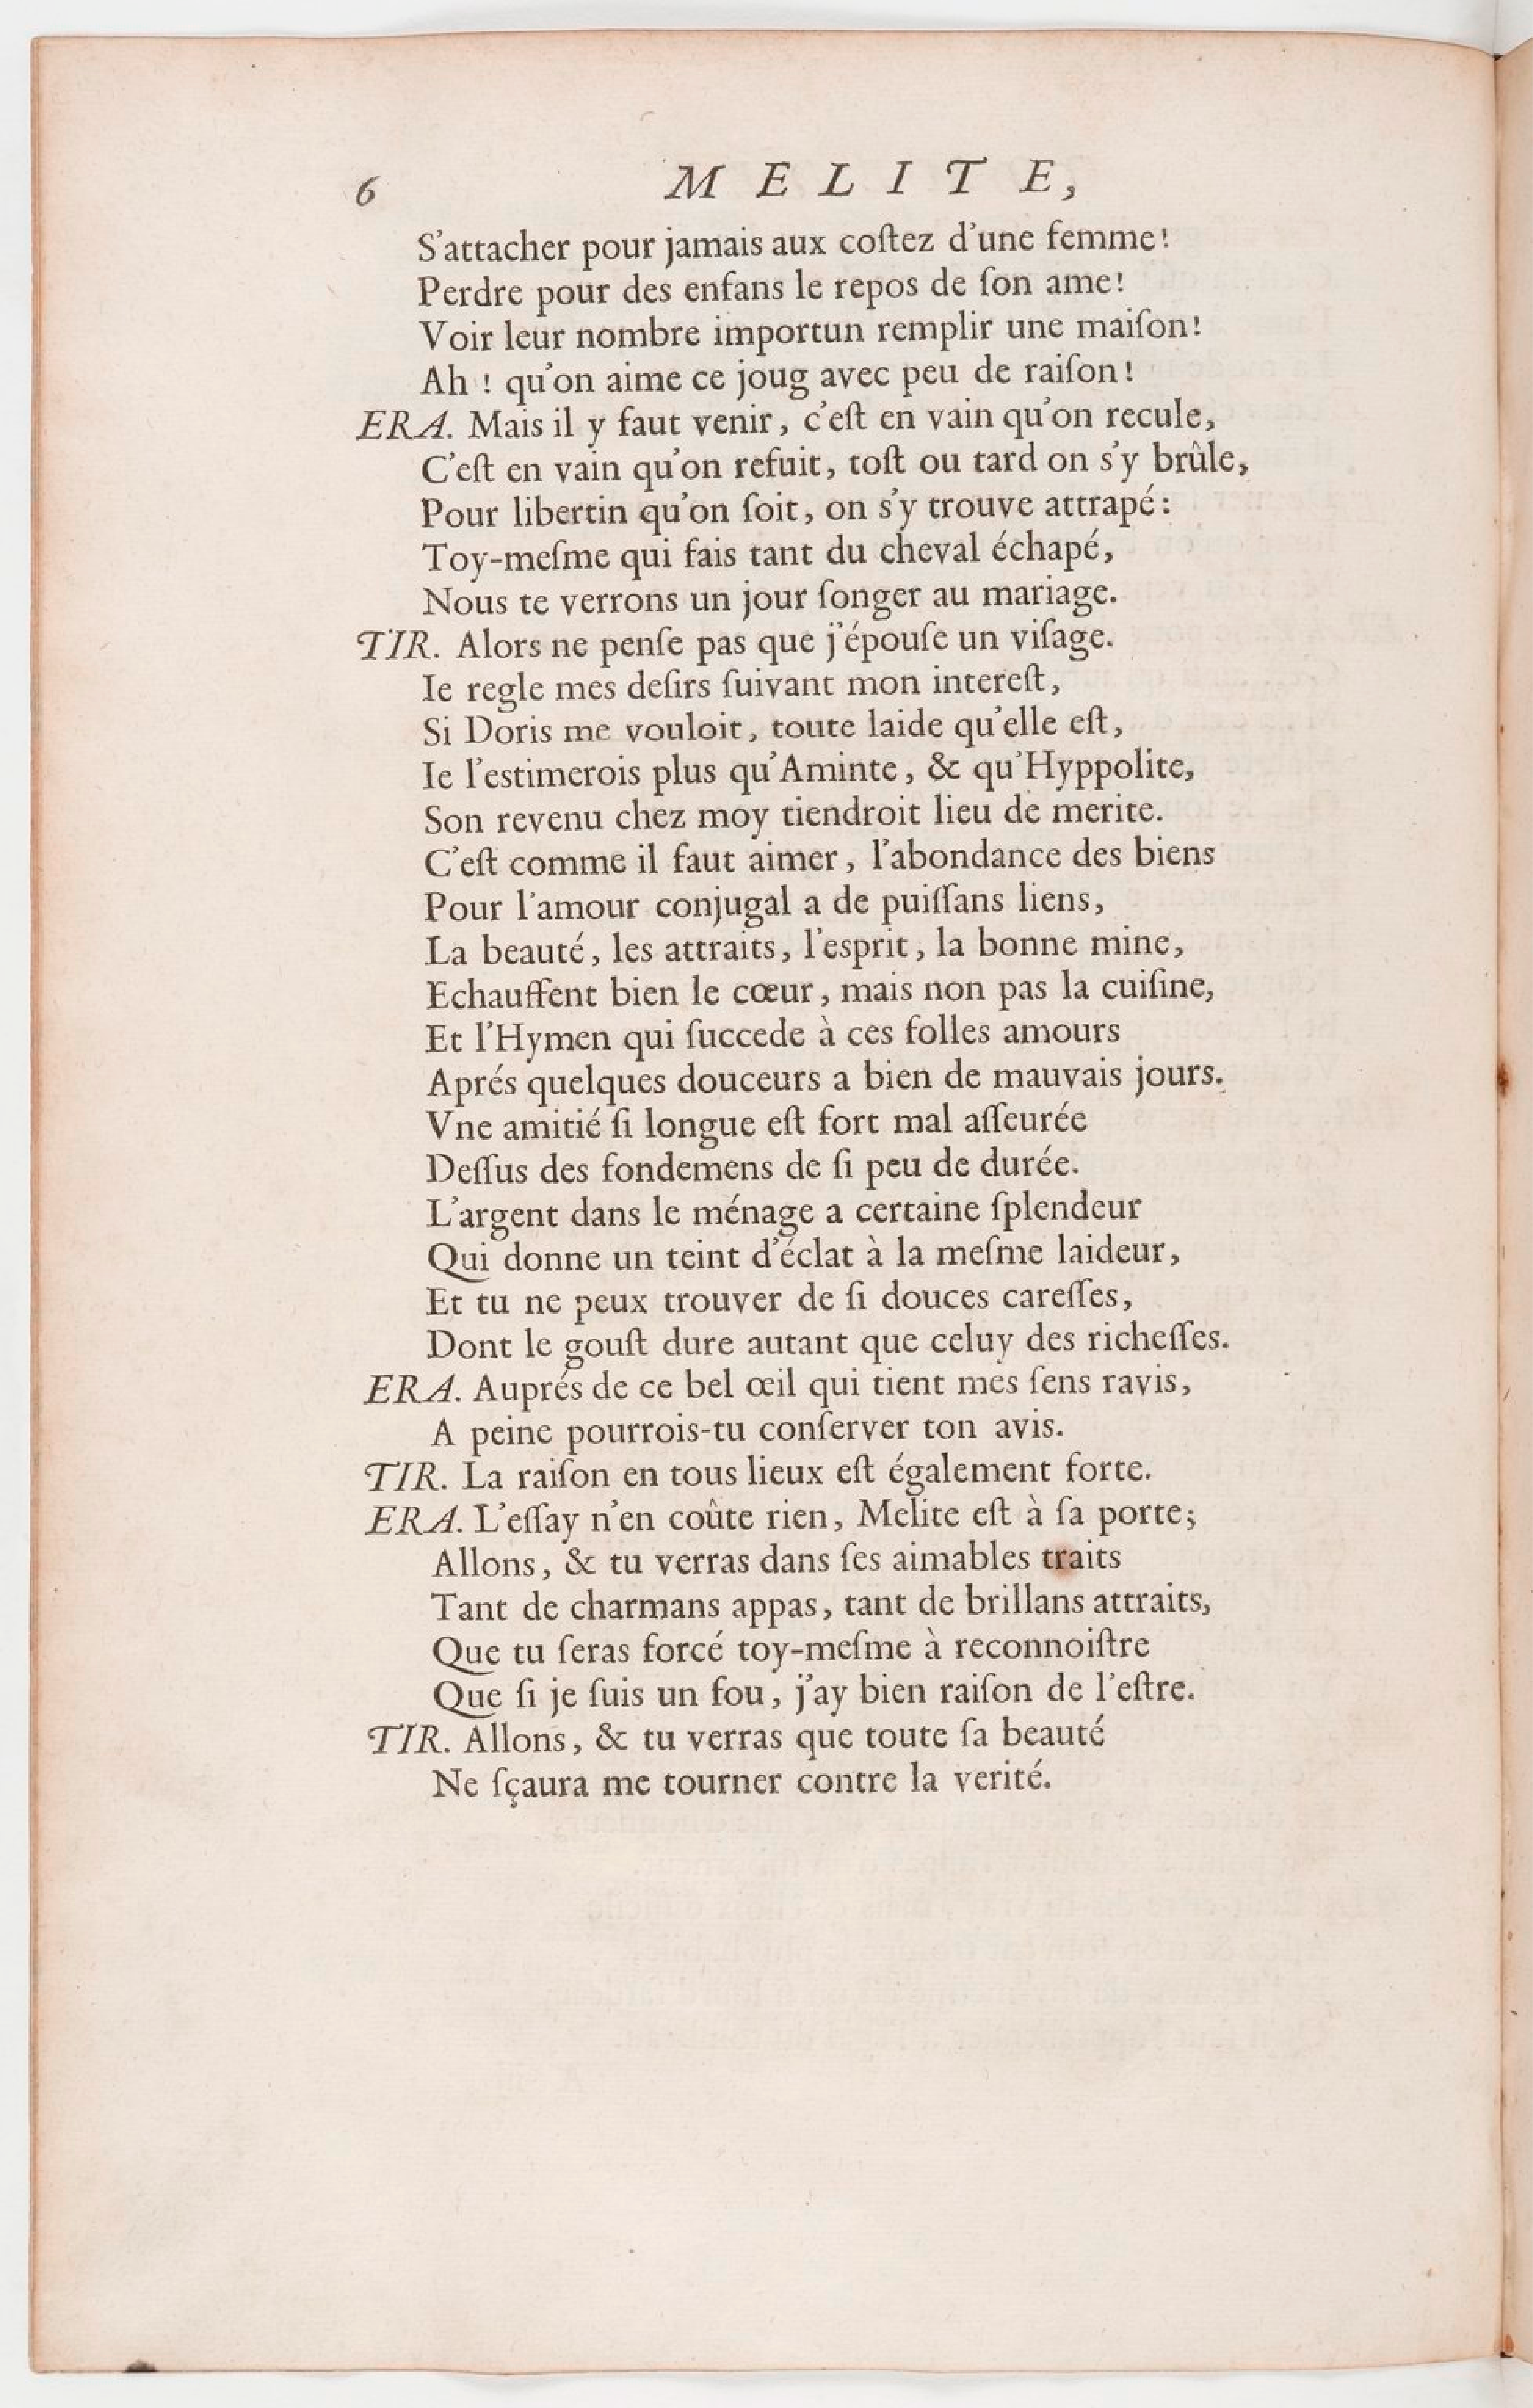 6 MELITE,
S'attacher pour jamais aux coſtez d'une femme!
Perdre pour des enfans le repos de ſon ame!
Voir leur nombre importun remplir une maiſon!
Ah ! qu'on aime ce joug avec peu de raiſon!
ERA. Mais il y faut venir, c'eſt en vain qu'on recule,
C'eſt en vain qu'on refuit, toſt ou tard on s'y brûle,
Pour libertin qu'on ſoit, on s'y trouve attrapé:
Toy-meſme qui fais tant du cheval échapé,
Nous te verrons un jour ſonger au mariage.
TIR. Alors ne penſe pas que j'épouſe un viſage.
Ie regle mes deſirs ſuivant mon intereſt,
Si Doris me vouloit, toute laide qu'elle eſt,
Ie l'estimerois plus qu'Aminte, & qu'Hyppolite,
Son revenu chez moy tiendroit lieu de merite.
C'eſt comme il faut aimer, l'abondance des biens
Pour l'amour conjugal a de puiſſans liens,
La beauté, les attraits, l'esprit, la bonne mine,
Echauffent bien le cœur, mais non pas la cuiſine,
Et l'Hymen qui ſuccede à ces folles amours
Aprés quelques douceurs a bien de mauvais jours.
Vne amitié ſi longue eſt fort mal aſſeurée
Deſſus des fondemens de ſi peu de durée.
L'argent dans le ménage a certaine ſplendeur
Qui donne un teint d'éclat à la meſme laideur,
Et tu ne peux trouver de ſi douces careſſes,
Dont le gouſt dure autant que celuy des richeſſes.
ERA. Auprés de ce bel œil qui tient mes ſens ravis,
A peine pourrois-tu conſerver ton avis.
TIR. La raiſon en tous lieux eſt également forte.
ERA. L'eſſay n'en coûte rien, Melite eſt à ſa porte;
Allons, & tu verras dans ſes aimables traits
Tant de charmans appas, tant de brillans attraits,
Que tu ſeras forcé toy-meſme à reconnoiſtre
Que ſi je ſuis un fou, j'ay bien raiſon de l'eſtre.
TIR. Allons, & tu verras que toute ſa beauté
Ne ſçaura me tourner contre la verité.